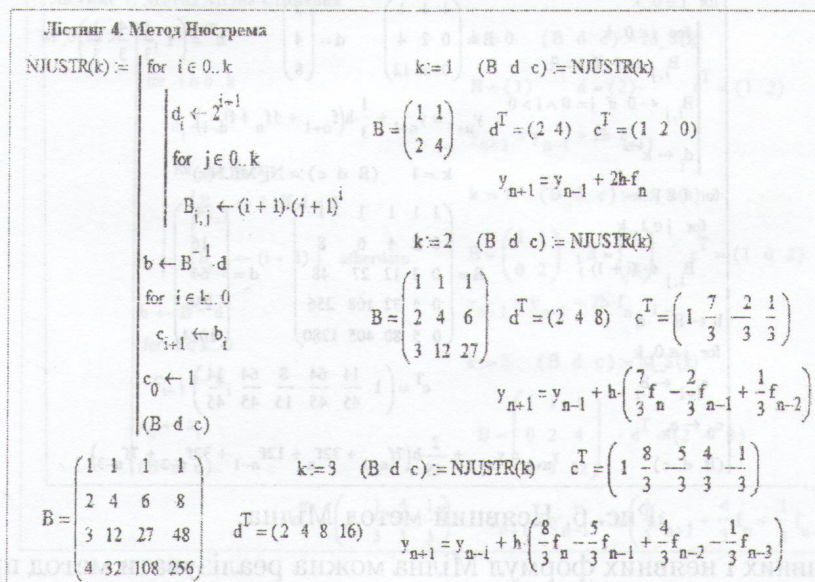 Лістинг 4. Метод Нюстрема
NJUSTR(k) := for i ∈ 0.. k
d_i ← 2^{i+1}
for j ∈ 0.. k
B_{i,j} ← (i + i)·(j + 1)^i
b ← B^{-1}·d
for i ∈ k.. 0
c_{i+1} ← b_i
c_0 ← 1
(B d c)
k := 1 (B d c) := NJUSTR(k)
B = (1 1; 2 4) d^T = (2 4) c^T = (1 2 0)
y_{n+1} = y_{n-1} + 2h·f_n
k := 2 (B d c) := NJUSTR(k)
B = (1 1 1; 2 4 6; 3 12 27) d^T = (2 4 8) c^T = (1 7/3 -2/3 1/3)
y_{n+1} = y_{n-1} + h·(7/3 f_n - 2/3 f_{n-1} + 1/3 f_{n-2})
k := 3 (B d c) := NJUSTR(k) c^T = (1 8/3 -5/3 4/3 -1/3)
B = (1 1 1 1; 2 4 6 8; 3 12 27 48; 4 32 108 256) d^T = (2 4 8 16)
y_{n+1} = y_{n-1} + h·(8/3 f_n - 5/3 f_{n-1} + 4/3 f_{n-2} - 1/3 f_{n-3})